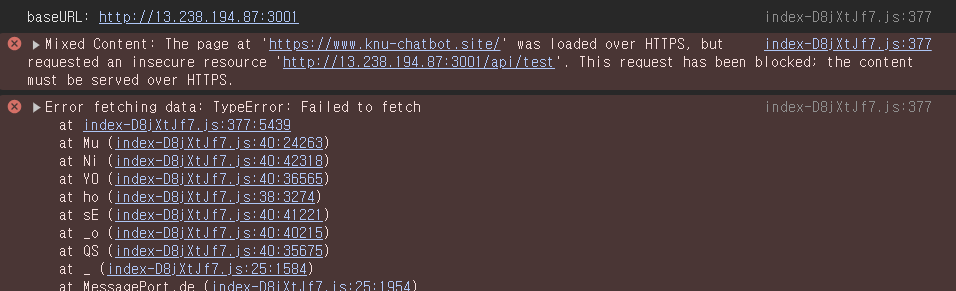 baseURL: http://13.238.194.87:3001 index-D8jXtJf7.js:377
Mixed Content: The page at 'https://www.knu-chatbot.site/' was loaded over HTTPS, but index-D8jXtJf7.js:377
requested an insecure resource 'http://13.238.194.87:3001/api/test'. This request has been blocked; the content
must be served over HTTPS.
Error fetching data: TypeError: Failed to fetch index-D8jXtJf7.js:377
at index-D8jXtJf7.js:377:5439
at Mu (index-D8jXtJf7.js:40:24263)
at Ni (index-D8jXtJf7.js:40:42318)
at YO (index-D8jXtJf7.js:40:36565)
at ho (index-D8jXtJf7.js:38:3274)
at sE (index-D8jXtJf7.js:40:41221)
at _o (index-D8jXtJf7.js:40:40215)
at QS (index-D8jXtJf7.js:40:35675)
at _ (index-D8jXtJf7.js:25:1584)
at MessagePort.de (index-D8jXtJf7.js:25:1954)